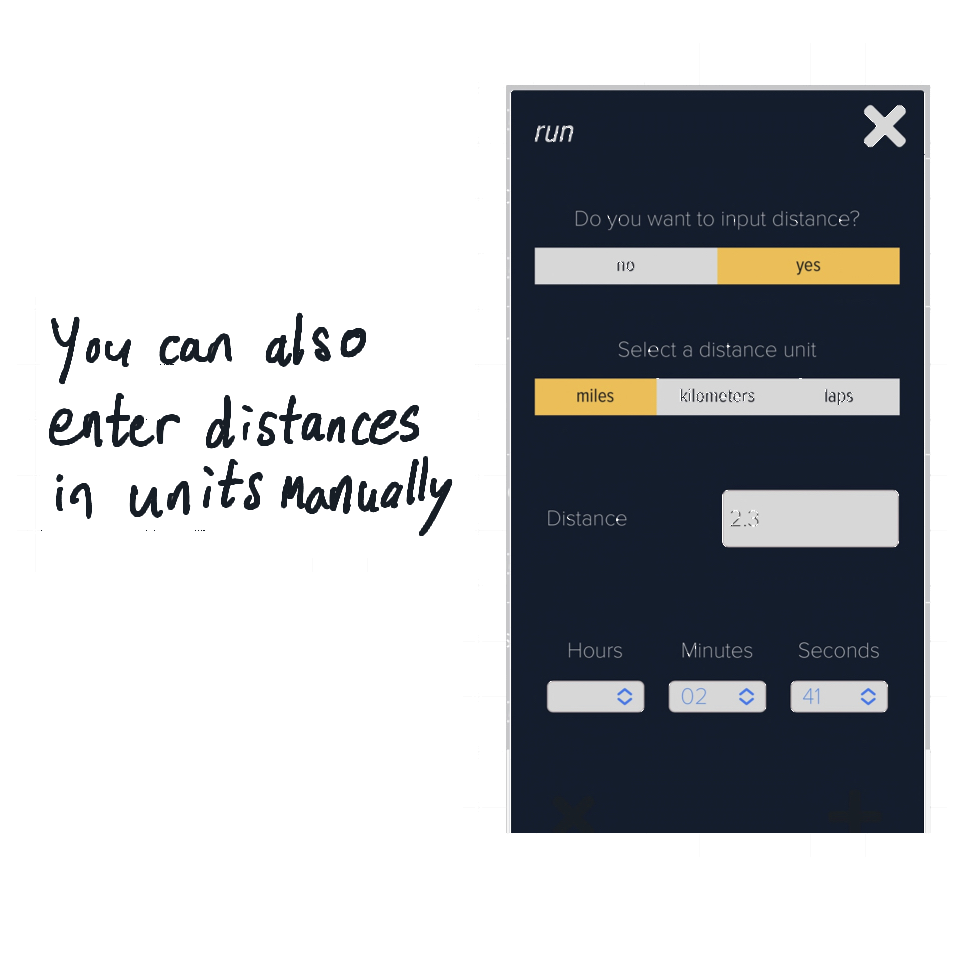 You can also
enter distances
in units manually
run
Do you want to input distance?
no yes
Select a distance unit
miles kilometers laps
Distance 2.3
Hours Minutes Seconds
02 41